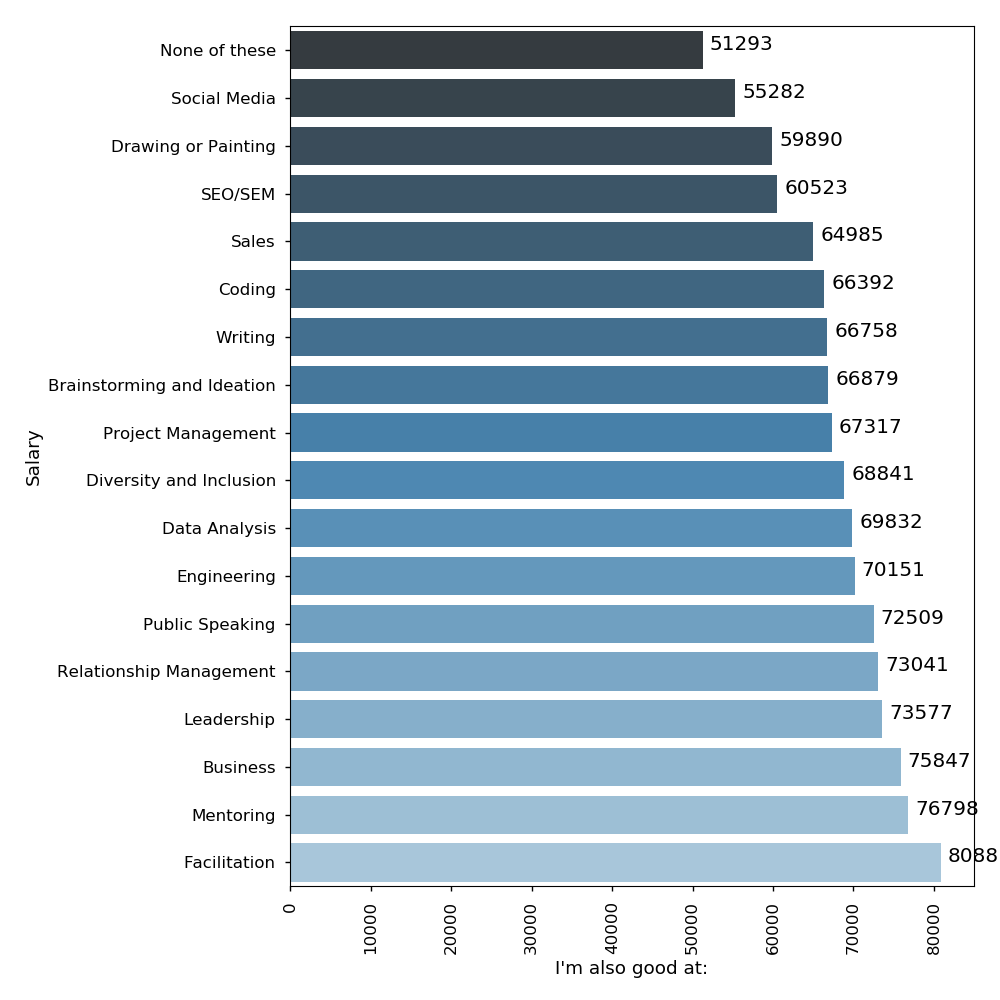 None of these 51293
Social Media 55282
Drawing or Painting 59890
SEO/SEM 60523
Sales 64985
Coding 66392
Writing 66758
Brainstorming and Ideation 66879
Project Management 67317
Diversity and Inclusion 68841
Data Analysis 69832
Engineering 70151
Public Speaking 72509
Relationship Management 73041
Leadership 73577
Business 75847
Mentoring 76798
Facilitation 8088
Salary
0 10000 20000 30000 40000 50000 60000 70000 80000
I'm also good at: